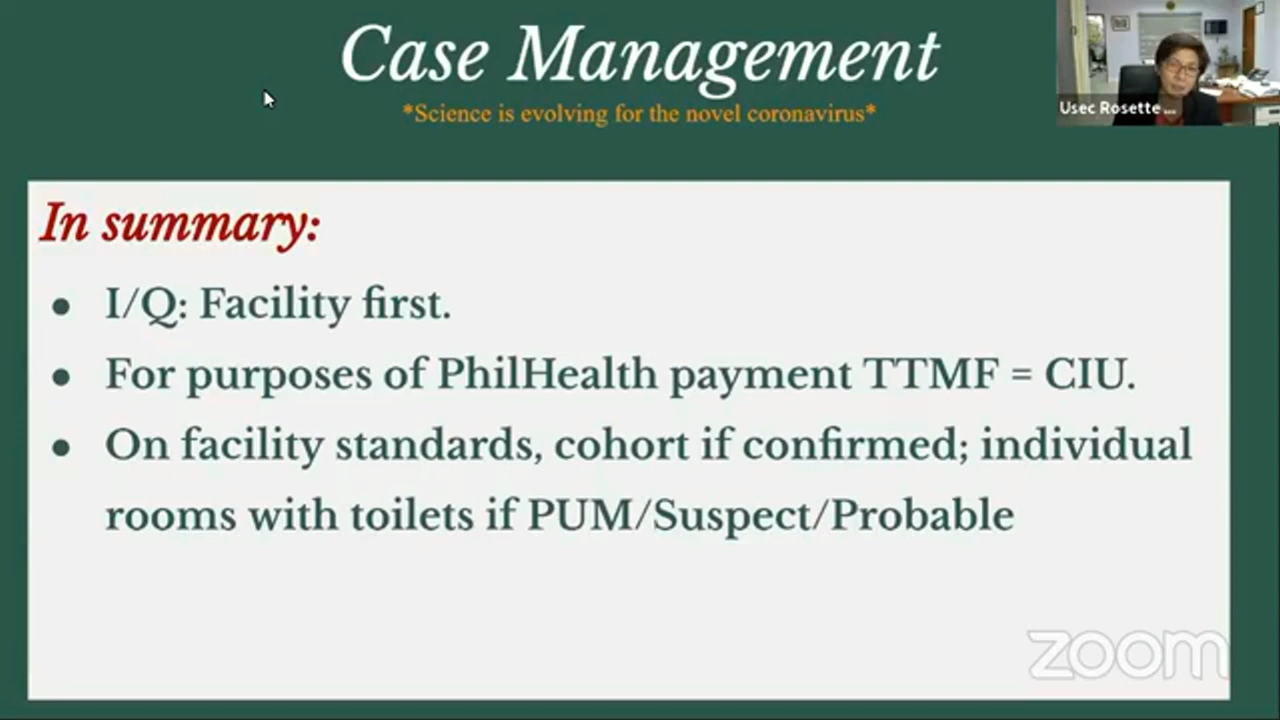 Case Management
*Science is evolving for the novel coronavirus*
Usec Rosette ...
In summary:
● I/Q: Facility first.
● For purposes of PhilHealth payment TTMF = CIU.
● On facility standards, cohort if confirmed; individual
rooms with toilets if PUM/Suspect/Probable
zoom